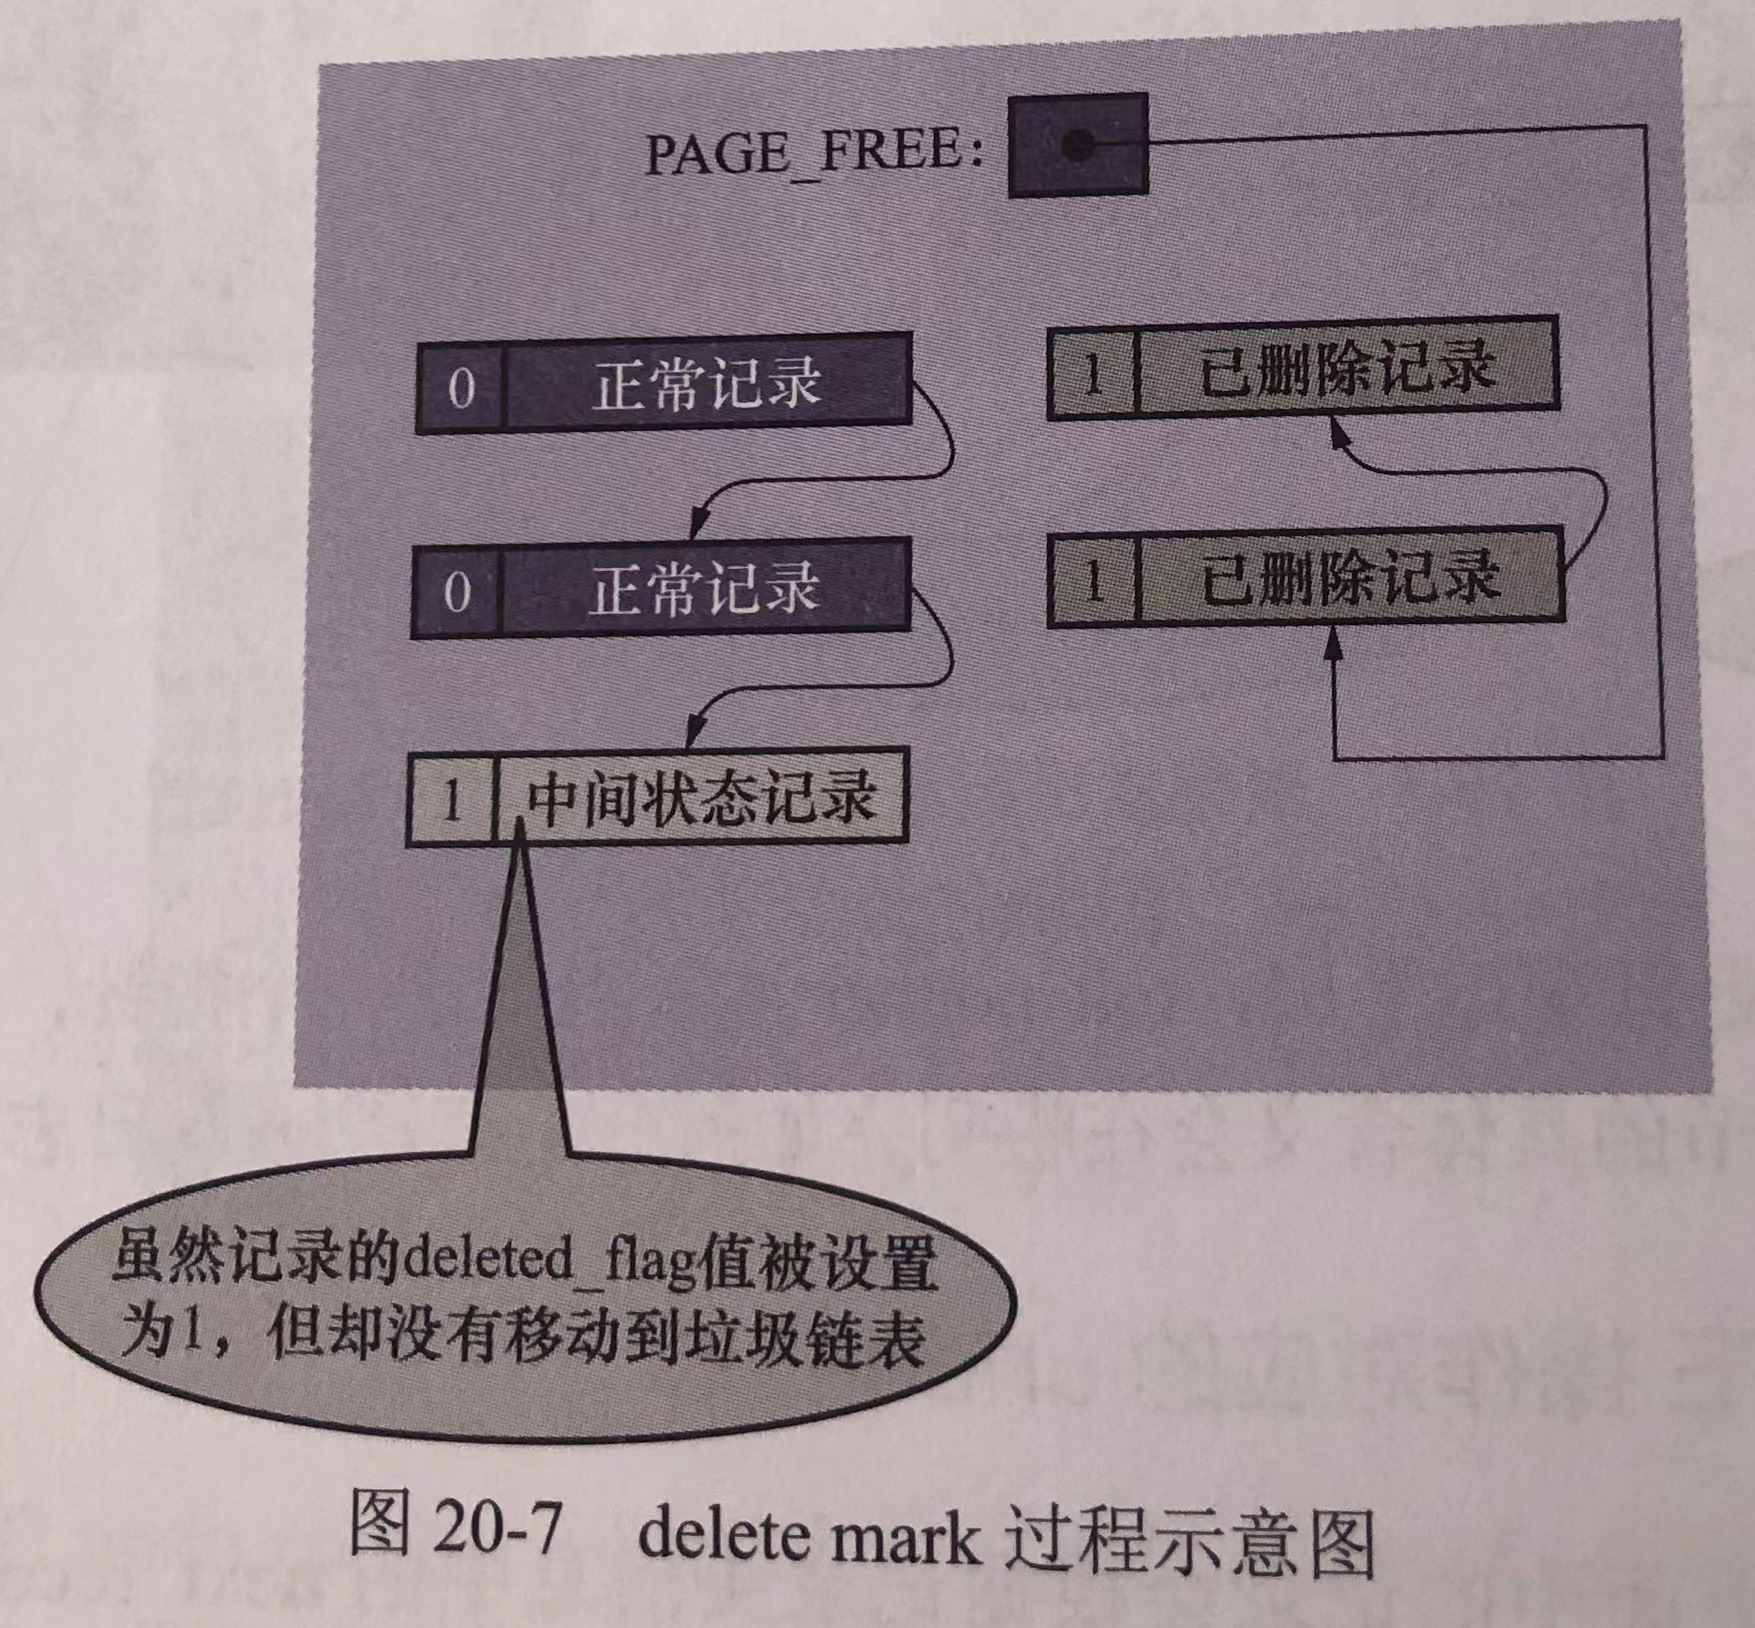 PAGE_FREE:
0 正常记录
1 已删除记录
0 正常记录
1 已删除记录
1 中间状态记录
虽然记录的deleted_flag值被设置
为1，但却没有移动到垃圾链表
图 20-7 delete mark 过程示意图